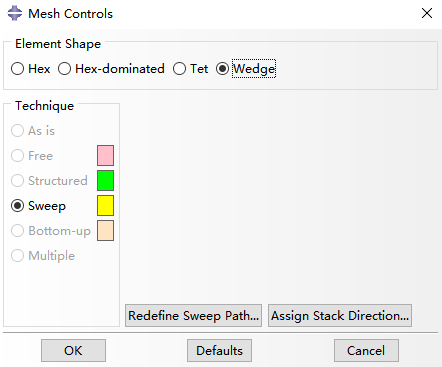 Mesh Controls
Element Shape
Hex Hex-dominated Tet Wedge
Technique
As is
Free
Structured
Sweep
Bottom-up
Multiple
Redefine Sweep Path... Assign Stack Direction...
OK Defaults Cancel